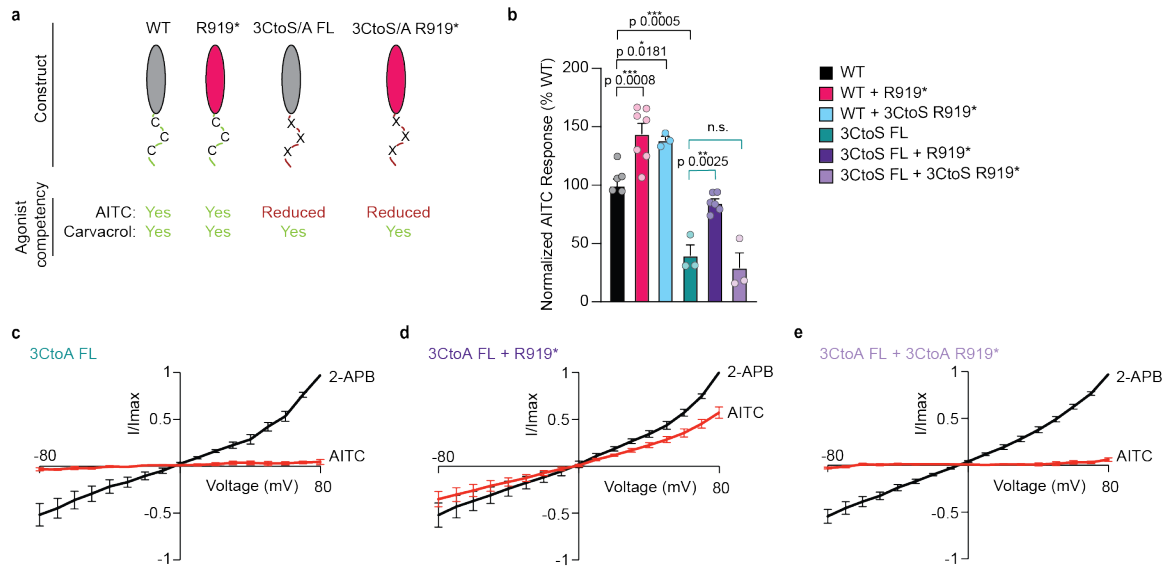 a
WT R919* 3CtoS/A FL 3CtoS/A R919*
Construct
C X X
C C X X
C C X X
Agonist competency
AITC: Yes Yes Reduced Reduced
Carvacrol: Yes Yes Yes Yes
b
***
p 0.0005
*
p 0.0181
***
p 0.0008
n.s.
**
p 0.0025
Normalized AITC Response (% WT)
200
150
100
50
0
WT
WT + R919*
WT + 3CtoS R919*
3CtoS FL
3CtoS FL + R919*
3CtoS FL + 3CtoS R919*
c
3CtoA FL
1
2-APB
I/Imax
0.5
-80
AITC
Voltage (mV) 80
-0.5
-1
d
3CtoA FL + R919*
1
2-APB
I/Imax
0.5
AITC
-80
Voltage (mV) 80
-0.5
-1
e
3CtoA FL + 3CtoA R919*
1
2-APB
I/Imax
0.5
-80
AITC
Voltage (mV) 80
-0.5
-1